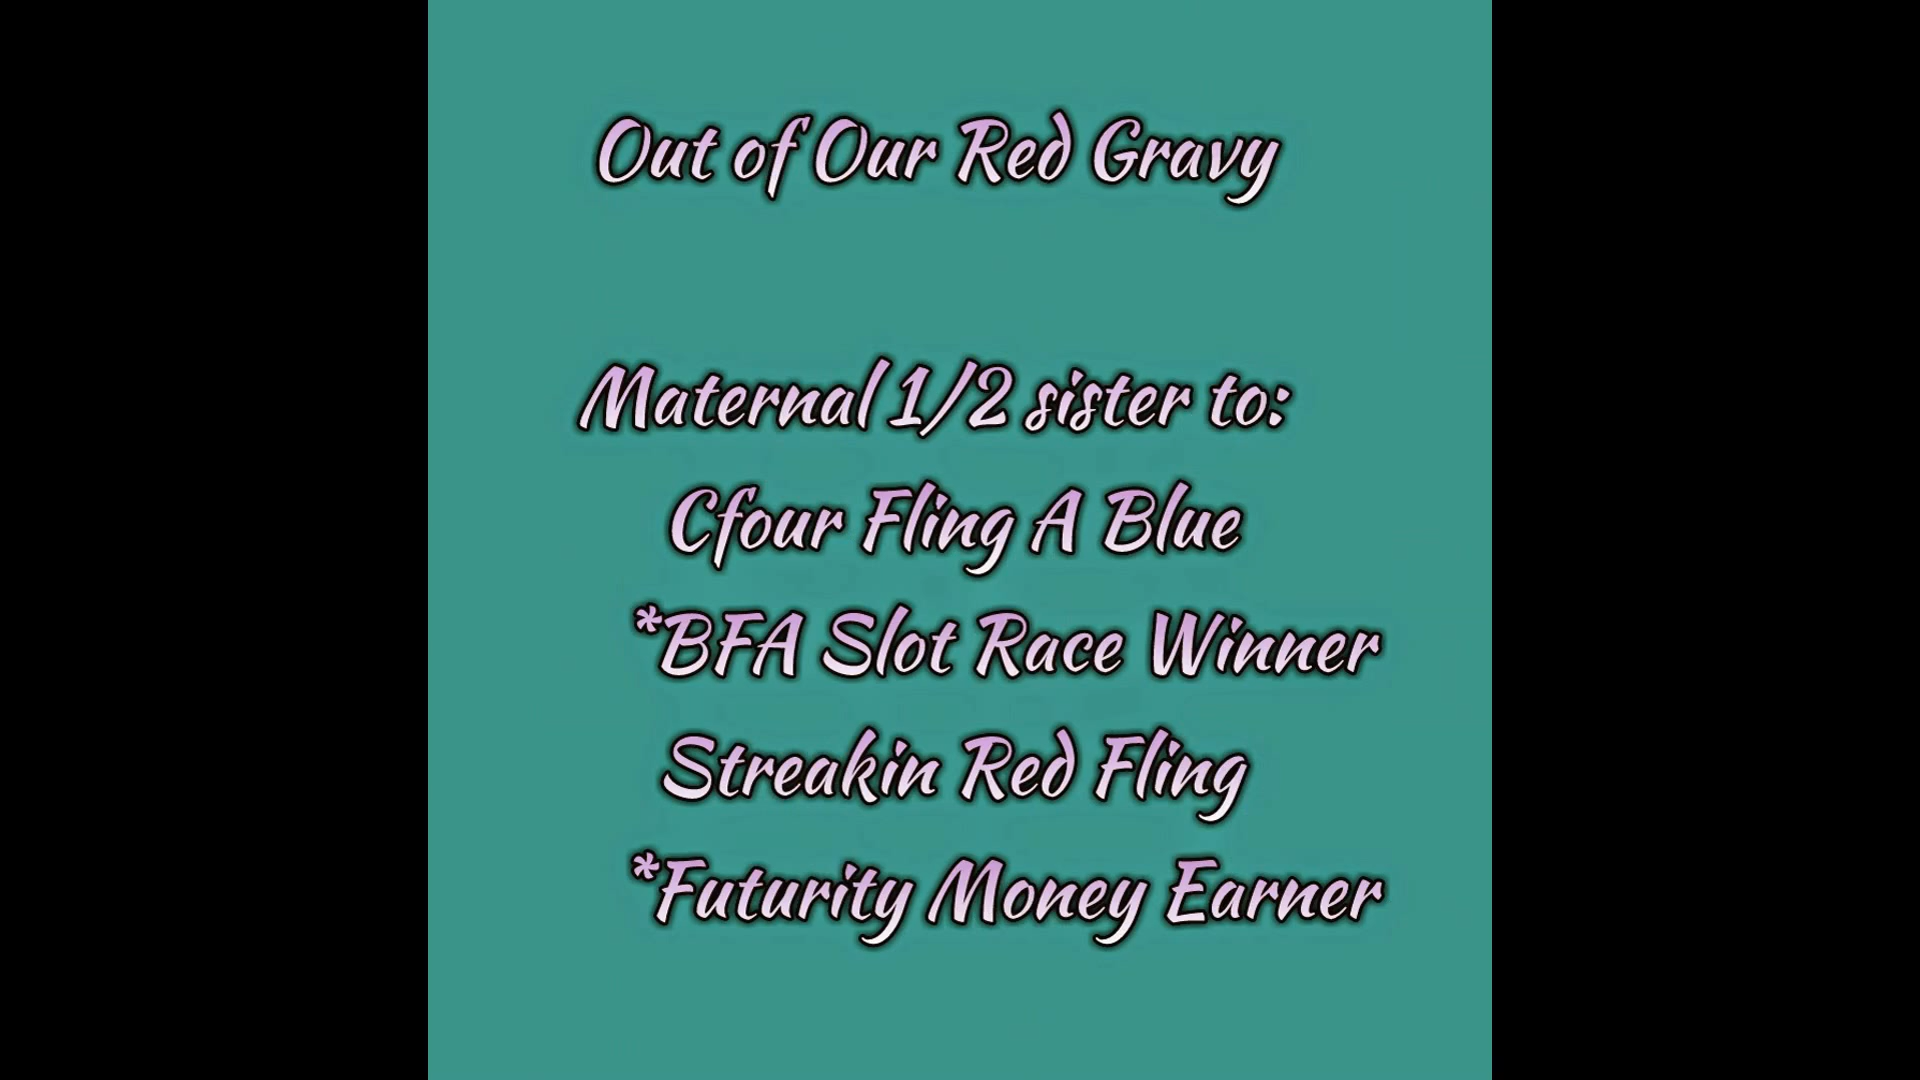 Out of Our Red Gravy
Maternal 1/2 sister to:
Cfour Fling A Blue
*BFA Slot Race Winner
Streakin Red Fling
*Futurity Money Earner